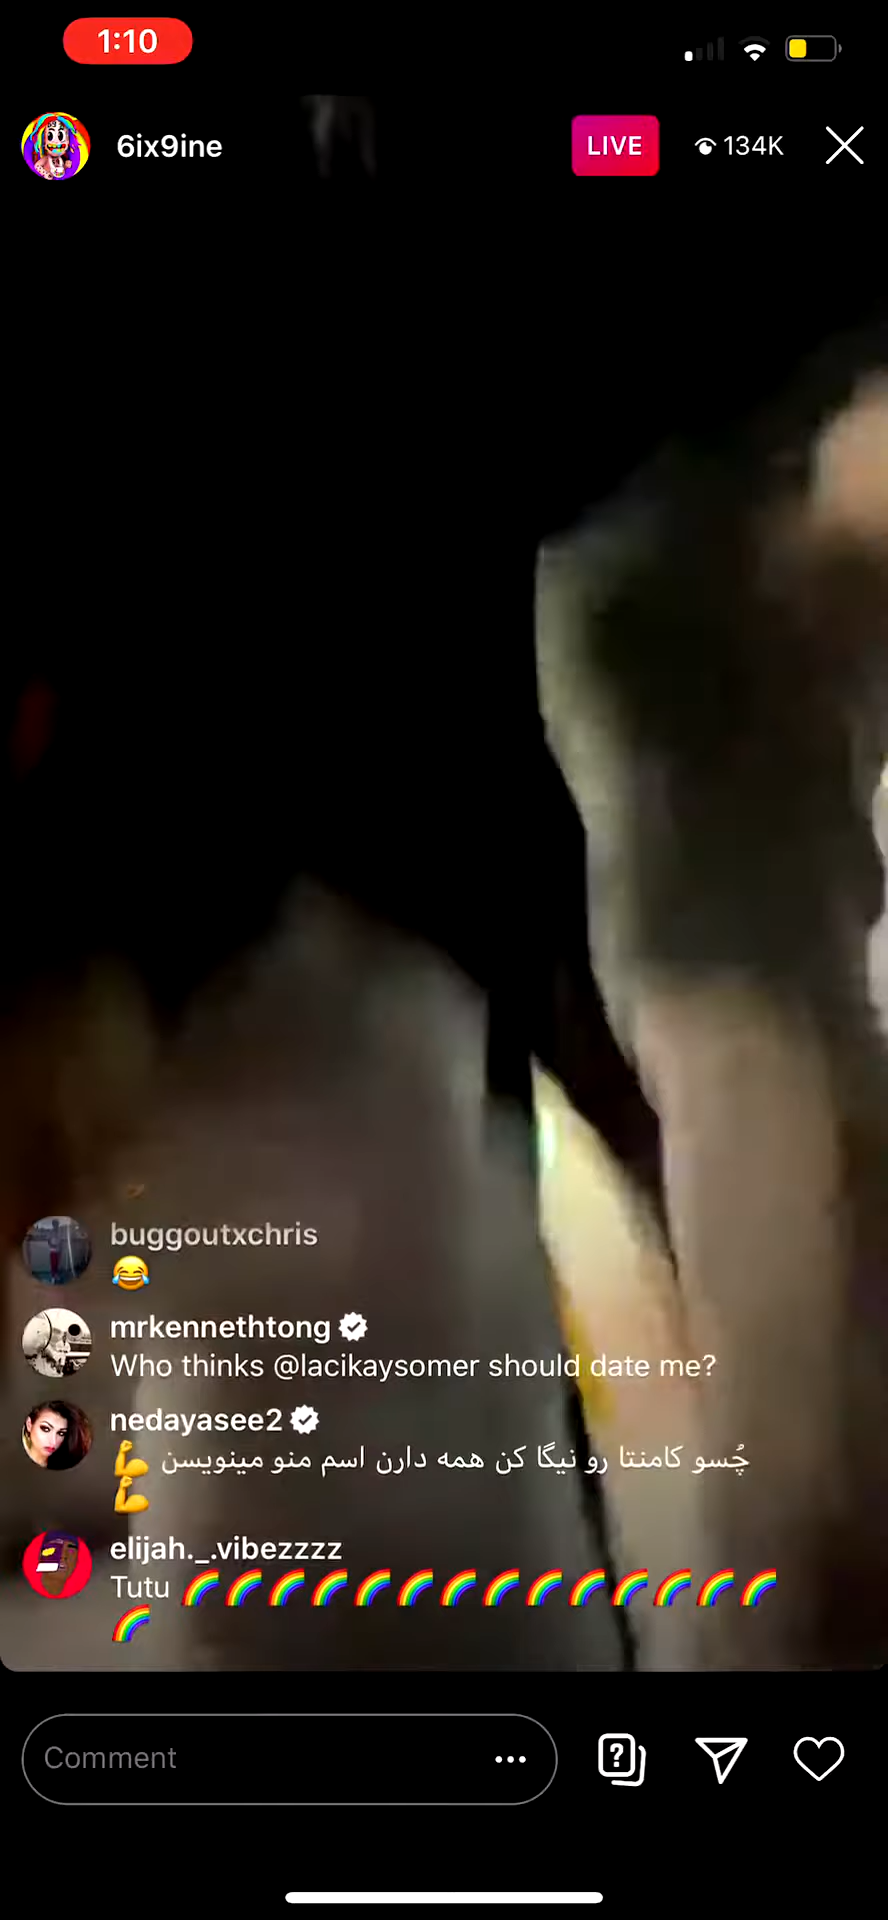 1:10
6ix9ine
LIVE
134K
buggoutxchris
😂
mrkennethtong
Who thinks @lacikaysomer should date me?
nedayasee2
چُسو کامنتا رو نیگا کن همه دارن اسم منو مینویسن 💪
💪
elijah._.vibezzzz
Tutu 🌈🌈🌈🌈🌈🌈🌈🌈🌈🌈🌈🌈🌈🌈
🌈
Comment